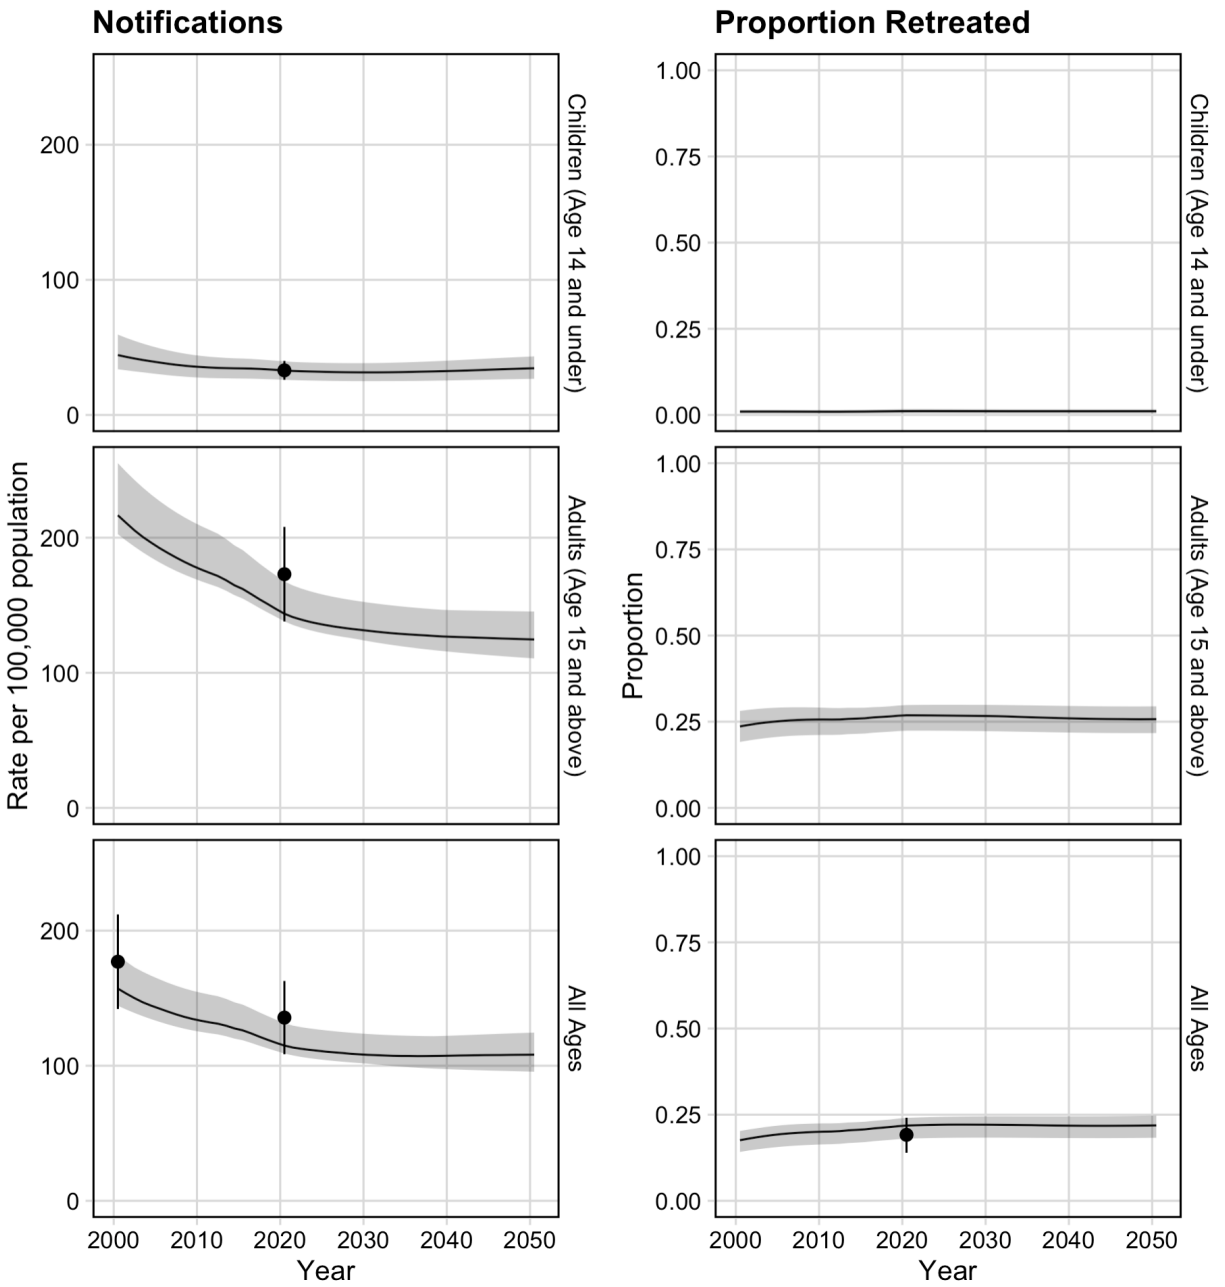 Notifications
Proportion Retreated
200
100
0
Children (Age 14 and under)
1.00
0.75
0.50
0.25
0.00
Children (Age 14 and under)
Rate per 100,000 population
200
100
0
Adults (Age 15 and above)
Proportion
1.00
0.75
0.50
0.25
0.00
Adults (Age 15 and above)
200
100
0
All Ages
1.00
0.75
0.50
0.25
0.00
All Ages
2000 2010 2020 2030 2040 2050
Year
2000 2010 2020 2030 2040 2050
Year